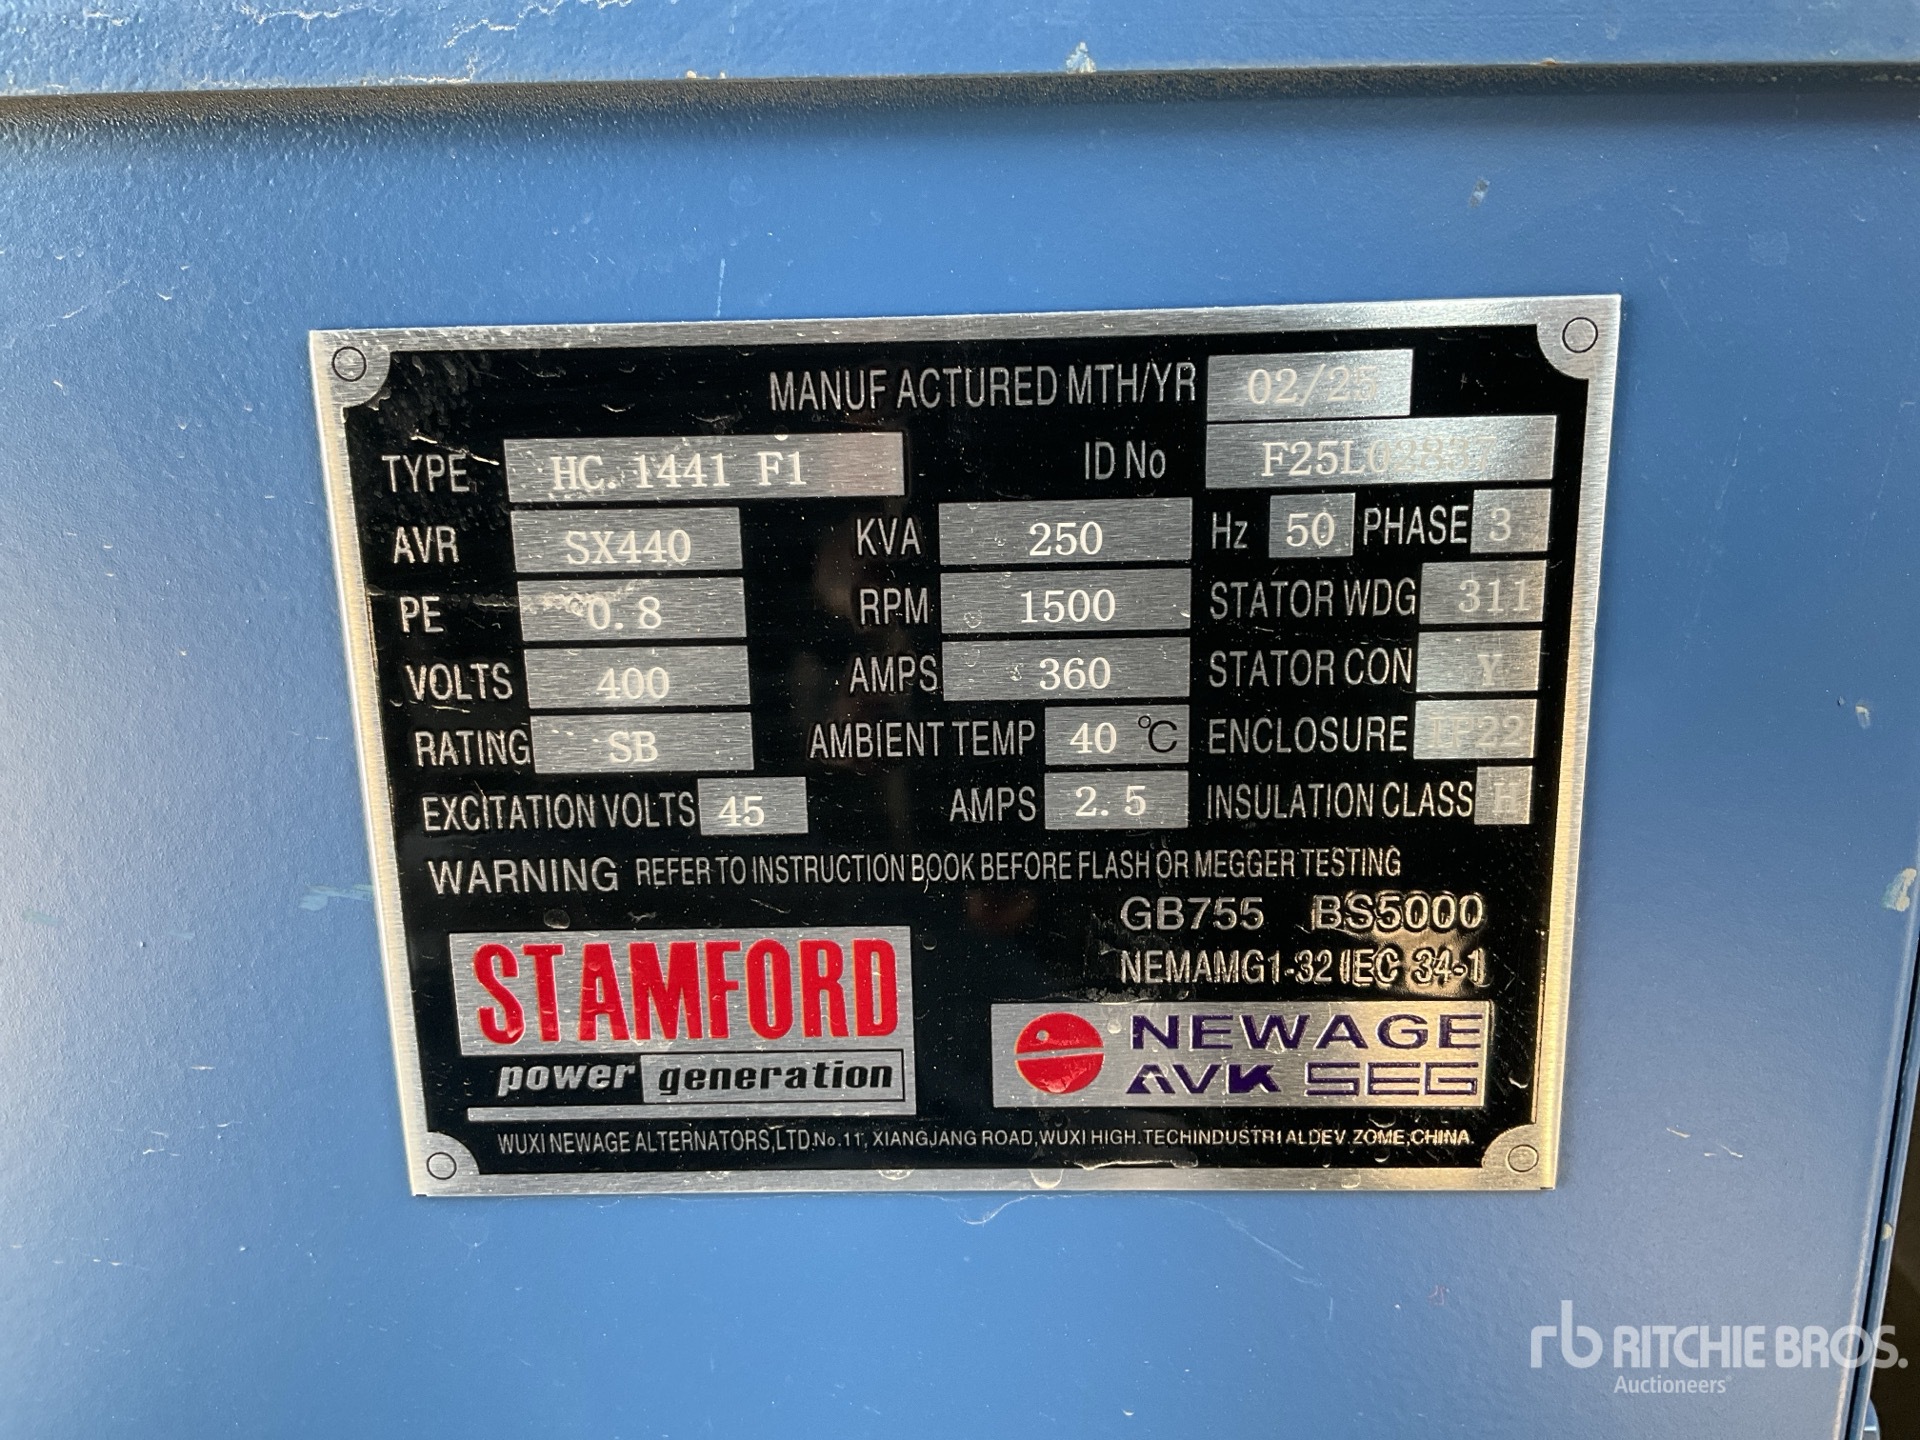 MANUF ACTURED MTH/YR 02/25
TYPE HC.1441 F1 ID No F25L02837
AVR SX440 KVA 250 Hz 50 PHASE 3
PE 0.8 RPM 1500 STATOR WDG 311
VOLTS 400 AMPS 360 STATOR CON Y
RATING SB AMBIENT TEMP 40 °C ENCLOSURE IP22
EXCITATION VOLTS 45 AMPS 2.5 INSULATION CLASS H
WARNING REFER TO INSTRUCTION BOOK BEFORE FLASH OR MEGGER TESTING
GB755 BS5000
NEMAMG1-32 IEC 34-1
STAMFORD
power generation
NEWAGE
AVK SEG
WUXI NEWAGE ALTERNATORS,LTD.No.11, XIANGJANG ROAD,WUXI HIGH.TECHINDUSTRIALDEV.ZOME,CHINA.
rb RITCHIE BROS.
Auctioneers